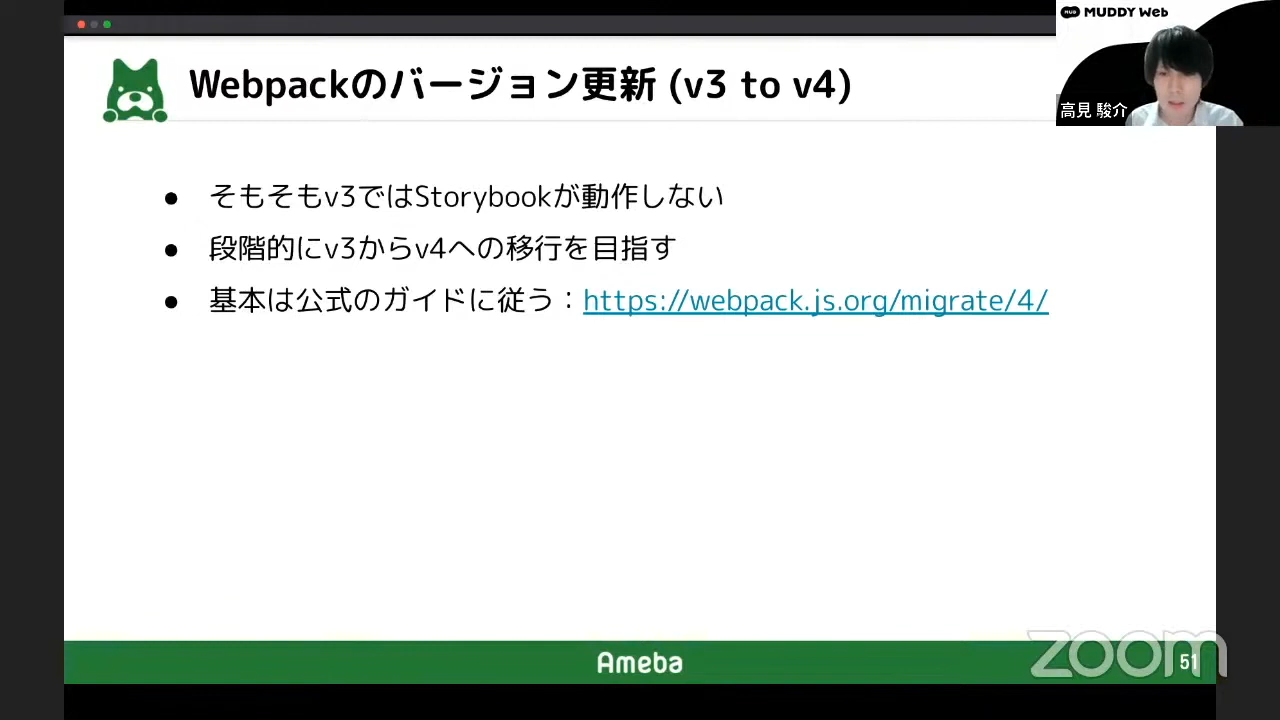 MUDDY Web
高見 駿介
Webpackのバージョン更新 (v3 to v4)
● そもそもv3ではStorybookが動作しない
● 段階的にv3からv4への移行を目指す
● 基本は公式のガイドに従う：https://webpack.js.org/migrate/4/
Ameba
zoom
51